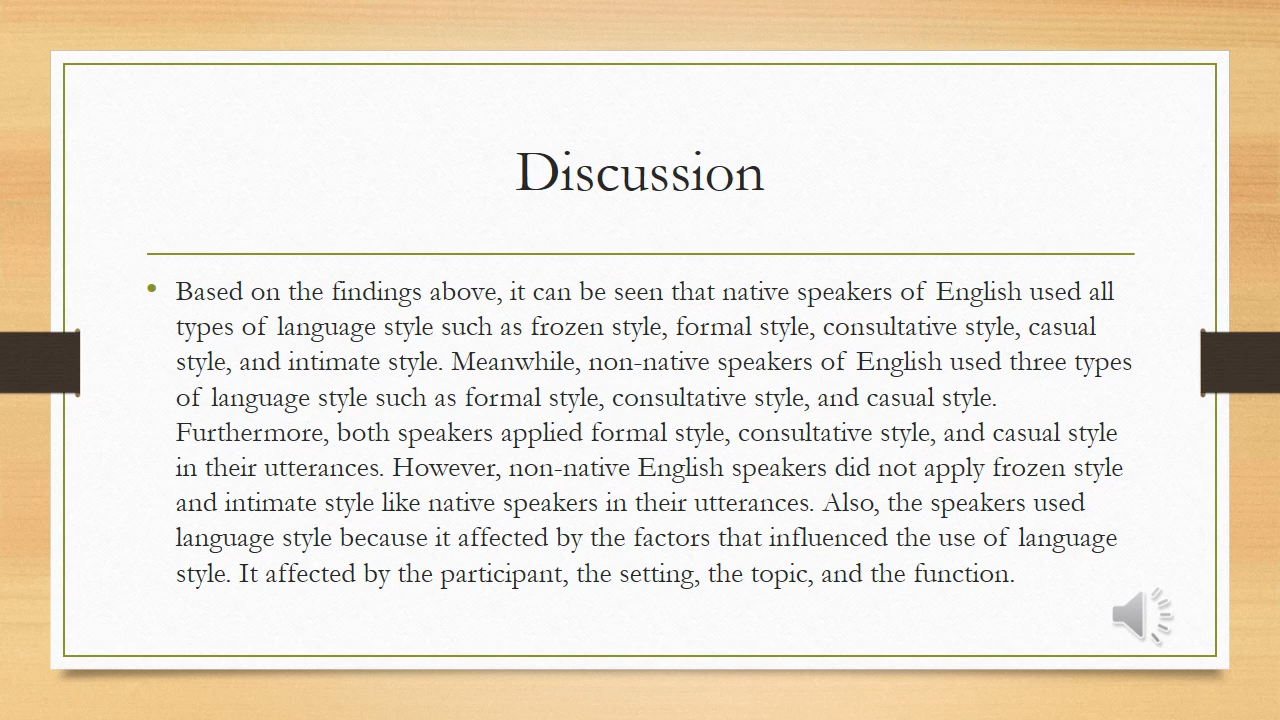 Discussion
• Based on the findings above, it can be seen that native speakers of English used all
types of language style such as frozen style, formal style, consultative style, casual
style, and intimate style. Meanwhile, non-native speakers of English used three types
of language style such as formal style, consultative style, and casual style.
Furthermore, both speakers applied formal style, consultative style, and casual style
in their utterances. However, non-native English speakers did not apply frozen style
and intimate style like native speakers in their utterances. Also, the speakers used
language style because it affected by the factors that influenced the use of language
style. It affected by the participant, the setting, the topic, and the function.